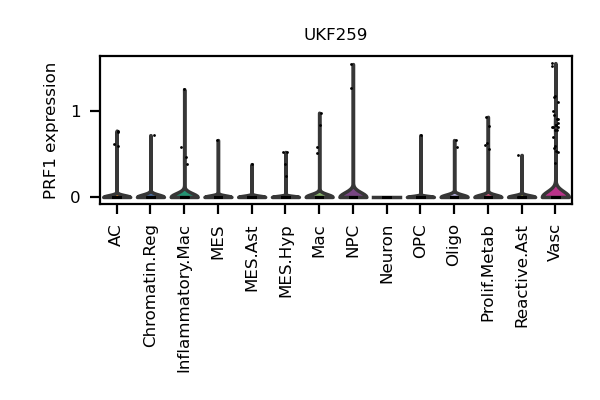 UKF259
PRF1 expression
1
0
AC
Chromatin.Reg
Inflammatory.Mac
MES
MES.Ast
MES.Hyp
Mac
NPC
Neuron
OPC
Oligo
Prolif.Metab
Reactive.Ast
Vasc